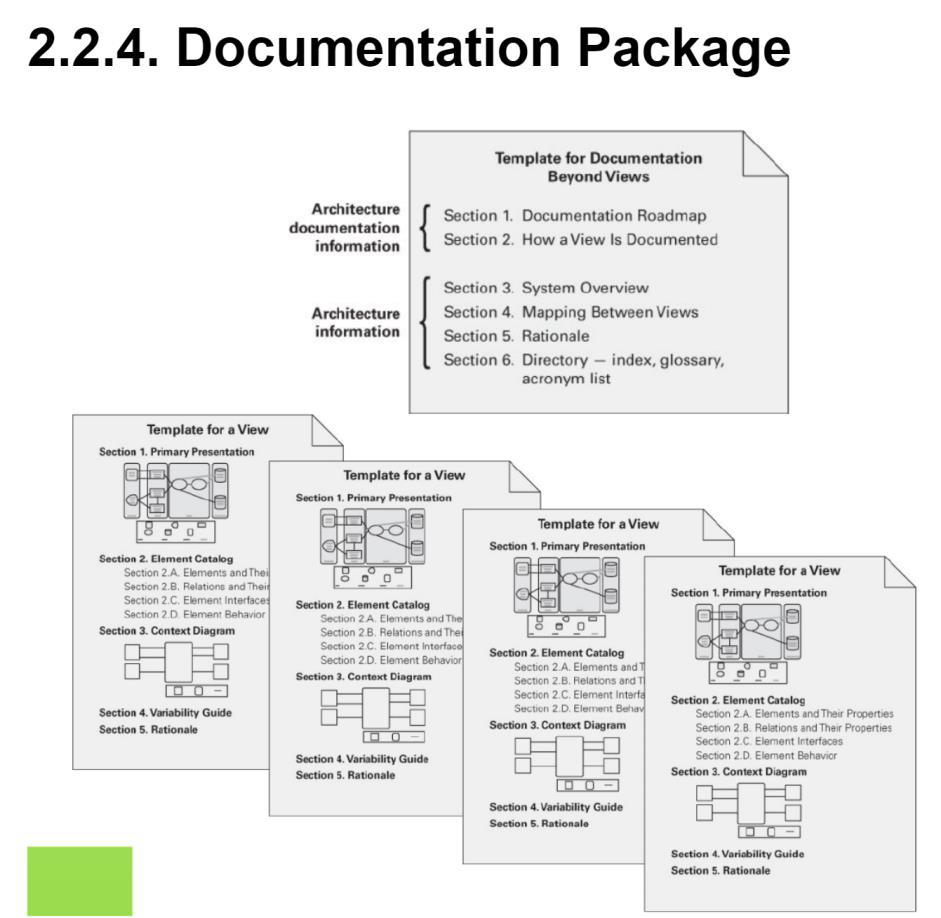 2.2.4. Documentation Package
Template for Documentation
Beyond Views
Architecture
documentation
information
Section 1. Documentation Roadmap
Section 2. How a View Is Documented
Architecture
information
Section 3. System Overview
Section 4. Mapping Between Views
Section 5. Rationale
Section 6. Directory — index, glossary,
acronym list
Template for a View
Section 1. Primary Presentation
Section 2. Element Catalog
Section 2.A. Elements and Thei
Section 2.B. Relations and Their
Section 2.C. Element Interfaces
Section 2.D. Element Behavior
Section 3. Context Diagram
Section 4. Variability Guide
Section 5. Rationale
Template for a View
Section 1. Primary Presentation
Section 2. Element Catalog
Section 2.A. Elements and The
Section 2.B. Relations and Thei
Section 2.C. Element Interface
Section 2.D. Element Behavior
Section 3. Context Diagram
Section 4. Variability Guide
Section 5. Rationale
Template for a View
Section 1. Primary Presentation
Section 2. Element Catalog
Section 2.A. Elements and T
Section 2.B. Relations and T
Section 2.C. Element Interfa
Section 2.D. Element Behav
Section 3. Context Diagram
Section 4. Variability Guide
Section 5. Rationale
Template for a View
Section 1. Primary Presentation
Section 2. Element Catalog
Section 2.A. Elements and Their Properties
Section 2.B. Relations and Their Properties
Section 2.C. Element Interfaces
Section 2.D. Element Behavior
Section 3. Context Diagram
Section 4. Variability Guide
Section 5. Rationale